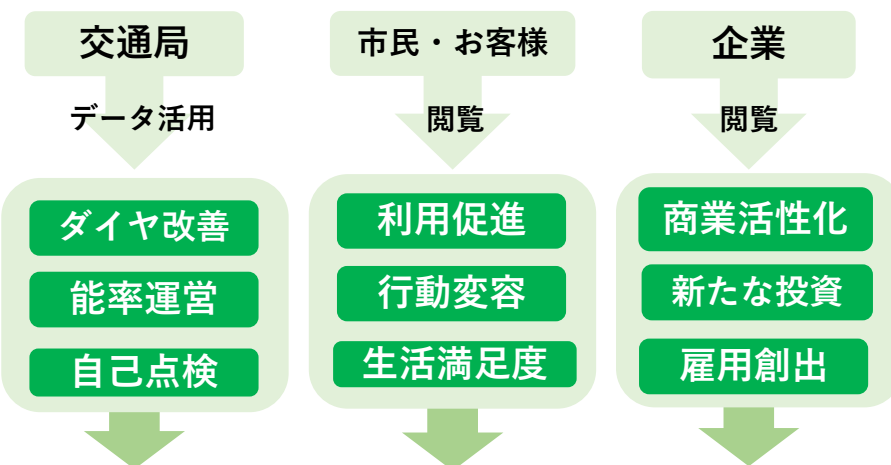 交通局
市民・お客様
企業
データ活用
閲覧
閲覧
ダイヤ改善
能率運営
自己点検
利用促進
行動変容
生活満足度
商業活性化
新たな投資
雇用創出